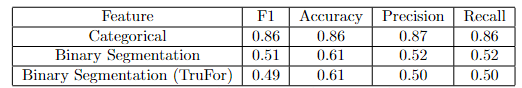 Feature F1 Accuracy Precision Recall
Categorical 0.86 0.86 0.87 0.86
Binary Segmentation 0.51 0.61 0.52 0.52
Binary Segmentation (TruFor) 0.49 0.61 0.50 0.50